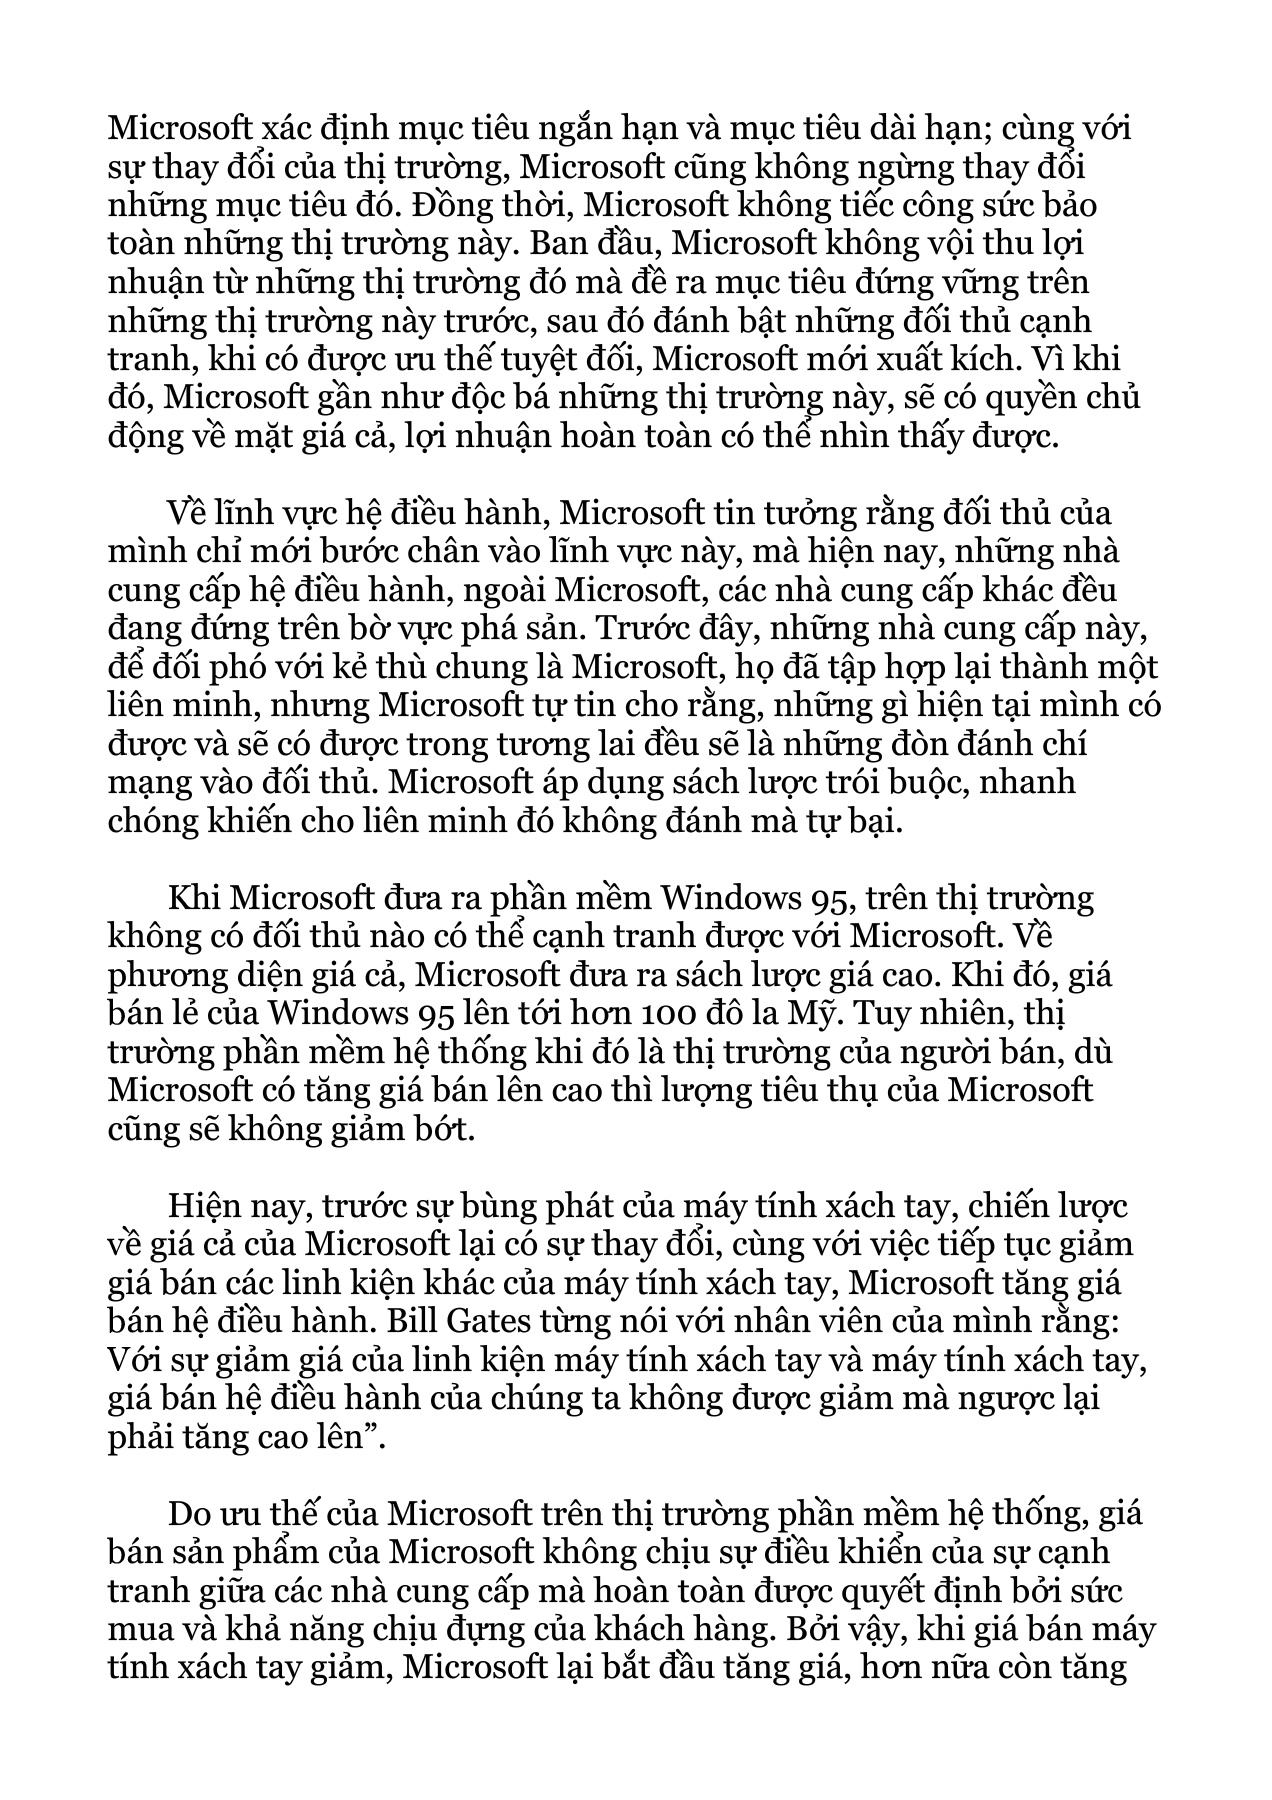 Microsoft xác định mục tiêu ngắn hạn và mục tiêu dài hạn; cùng với
sự thay đổi của thị trường, Microsoft cũng không ngừng thay đổi
những mục tiêu đó. Đồng thời, Microsoft không tiếc công sức bảo
toàn những thị trường này. Ban đầu, Microsoft không vội thu lợi
nhuận từ những thị trường đó mà đề ra mục tiêu đứng vững trên
những thị trường này trước, sau đó đánh bật những đối thủ cạnh
tranh, khi có được ưu thế tuyệt đối, Microsoft mới xuất kích. Vì khi
đó, Microsoft gần như độc bá những thị trường này, sẽ có quyền chủ
động về mặt giá cả, lợi nhuận hoàn toàn có thể nhìn thấy được.
Về lĩnh vực hệ điều hành, Microsoft tin tưởng rằng đối thủ của
mình chỉ mới bước chân vào lĩnh vực này, mà hiện nay, những nhà
cung cấp hệ điều hành, ngoài Microsoft, các nhà cung cấp khác đều
đang đứng trên bờ vực phá sản. Trước đây, những nhà cung cấp này,
để đối phó với kẻ thù chung là Microsoft, họ đã tập hợp lại thành một
liên minh, nhưng Microsoft tự tin cho rằng, những gì hiện tại mình có
được và sẽ có được trong tương lai đều sẽ là những đòn đánh chí
mạng vào đối thủ. Microsoft áp dụng sách lược trói buộc, nhanh
chóng khiến cho liên minh đó không đánh mà tự bại.
Khi Microsoft đưa ra phần mềm Windows 95, trên thị trường
không có đối thủ nào có thể cạnh tranh được với Microsoft. Về
phương diện giá cả, Microsoft đưa ra sách lược giá cao. Khi đó, giá
bán lẻ của Windows 95 lên tới hơn 100 đô la Mỹ. Tuy nhiên, thị
trường phần mềm hệ thống khi đó là thị trường của người bán, dù
Microsoft có tăng giá bán lên cao thì lượng tiêu thụ của Microsoft
cũng sẽ không giảm bớt.
Hiện nay, trước sự bùng phát của máy tính xách tay, chiến lược
về giá cả của Microsoft lại có sự thay đổi, cùng với việc tiếp tục giảm
giá bán các linh kiện khác của máy tính xách tay, Microsoft tăng giá
bán hệ điều hành. Bill Gates từng nói với nhân viên của mình rằng:
Với sự giảm giá của linh kiện máy tính xách tay và máy tính xách tay,
giá bán hệ điều hành của chúng ta không được giảm mà ngược lại
phải tăng cao lên”.
Do ưu thế của Microsoft trên thị trường phần mềm hệ thống, giá
bán sản phẩm của Microsoft không chịu sự điều khiển của sự cạnh
tranh giữa các nhà cung cấp mà hoàn toàn được quyết định bởi sức
mua và khả năng chịu đựng của khách hàng. Bởi vậy, khi giá bán máy
tính xách tay giảm, Microsoft lại bắt đầu tăng giá, hơn nữa còn tăng